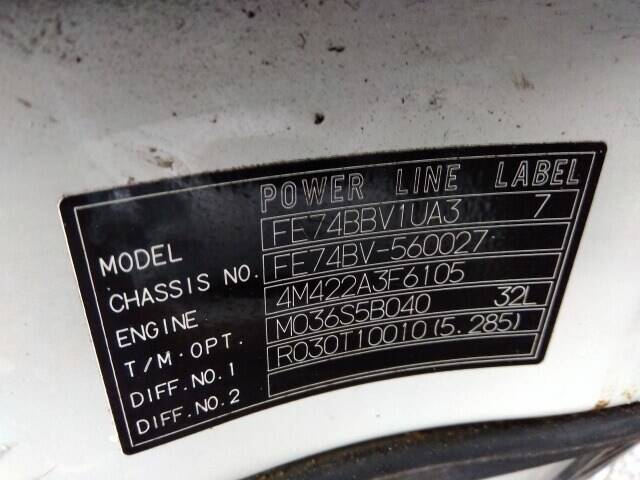 POWER LINE LABEL
MODEL FE74BBV1UA3 7
CHASSIS NO. FE74BV-560027
ENGINE 4M422A3F6105
T/M·OPT. M036S5B040 32L
DIFF.NO.1 R030T10010(5.285)
DIFF.NO.2